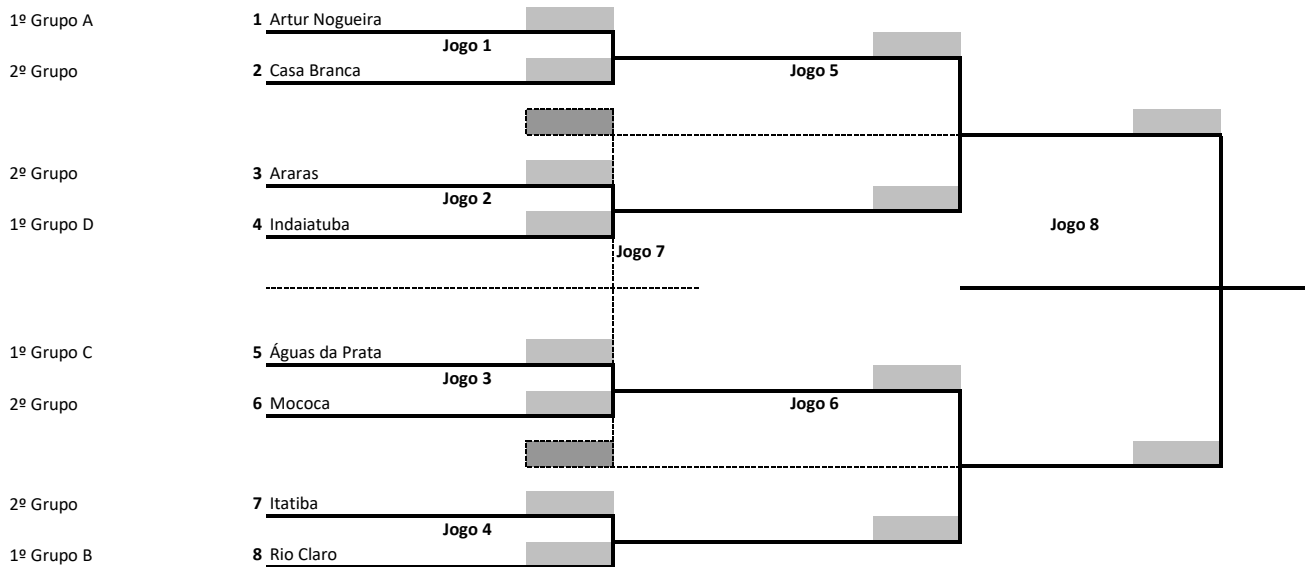 1º Grupo A 1 Artur Nogueira
Jogo 1
2º Grupo 2 Casa Branca Jogo 5
2º Grupo 3 Araras
Jogo 2
1º Grupo D 4 Indaiatuba Jogo 8
Jogo 7
1º Grupo C 5 Águas da Prata
Jogo 3
2º Grupo 6 Mococa Jogo 6
2º Grupo 7 Itatiba
Jogo 4
1º Grupo B 8 Rio Claro